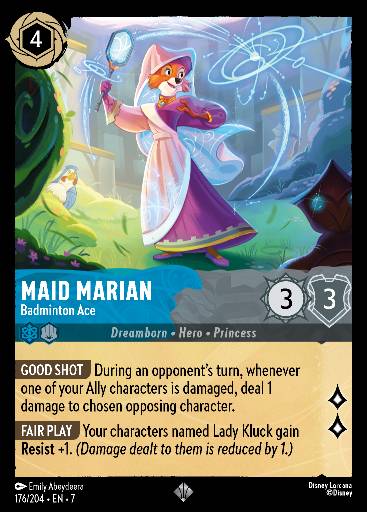 4
MAID MARIAN
Badminton Ace
3
3
Dreamborn • Hero • Princess
GOOD SHOT During an opponent's turn, whenever
one of your Ally characters is damaged, deal 1
damage to chosen opposing character.
FAIR PLAY Your characters named Lady Kluck gain
Resist +1. (Damage dealt to them is reduced by 1.)
Emily Abeydeera
176/204 • EN • 7
Disney Lorcana
©Disney